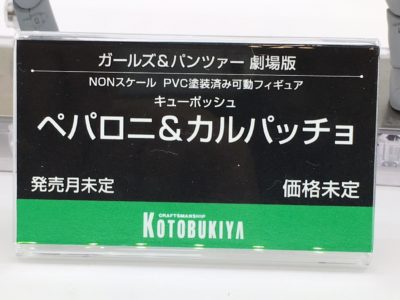 ガールズ&パンツァー 劇場版
NONスケール PVC塗装済み可動フィギュア
キューポッシュ
ペパロニ&カルパッチョ
発売月未定 価格未定
CRAFTSMANSHIP
KOTOBUKIYA